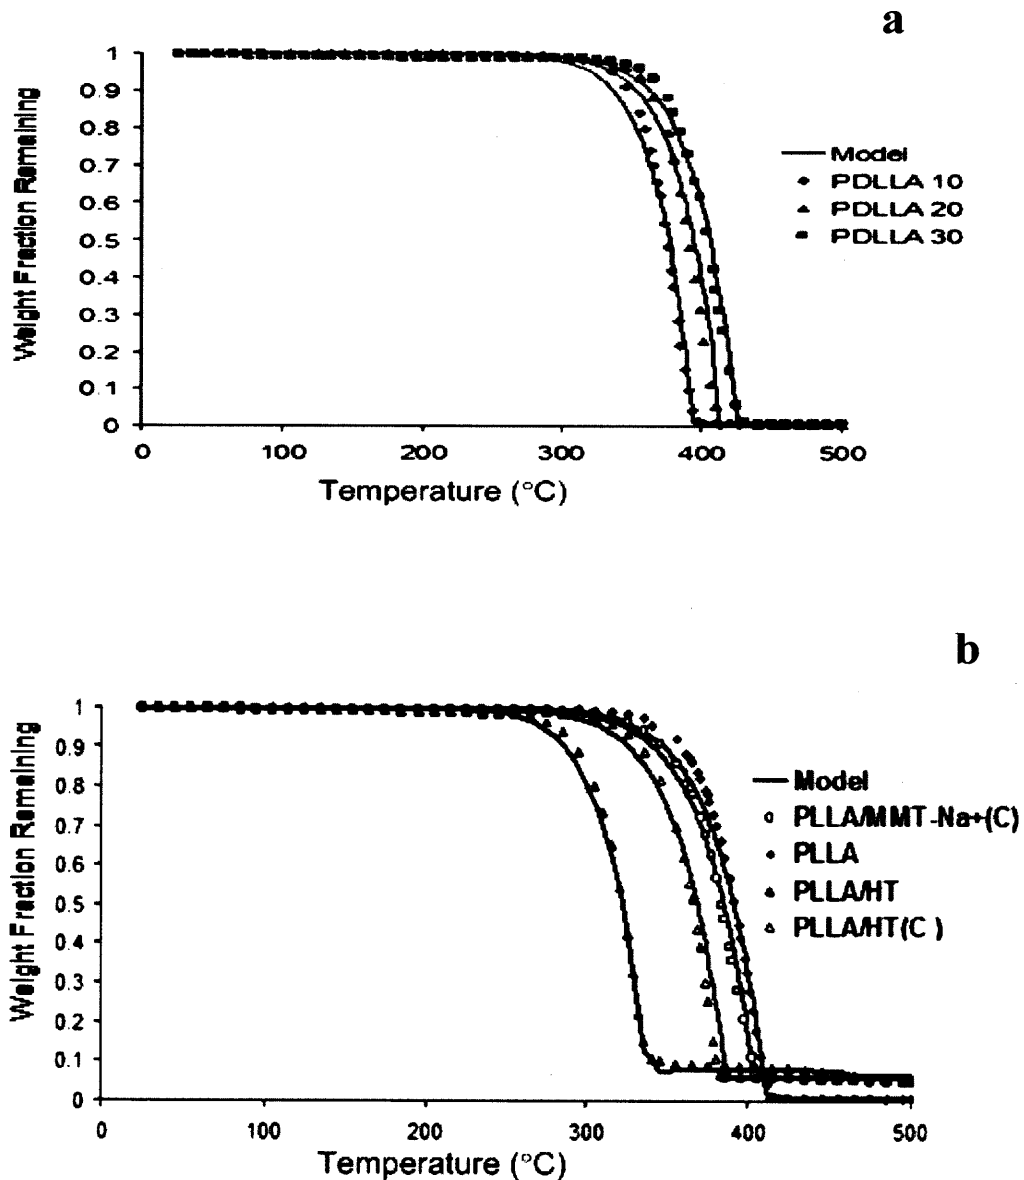 a
Weight Fraction Remaining
1
0.9
0.8
0.7
0.6
0.5
0.4
0.3
0.2
0.1
0
0 100 200 300 400 500
Temperature (°C)
Model
PDLLA 10
PDLLA 20
PDLLA 30
b
Weight Fraction Remaining
1
0.9
0.8
0.7
0.6
0.5
0.4
0.3
0.2
0.1
0
0 100 200 300 400 500
Temperature (°C)
Model
PLLA/MMT-Na+(C)
PLLA
PLLA/HT
PLLA/HT(C )